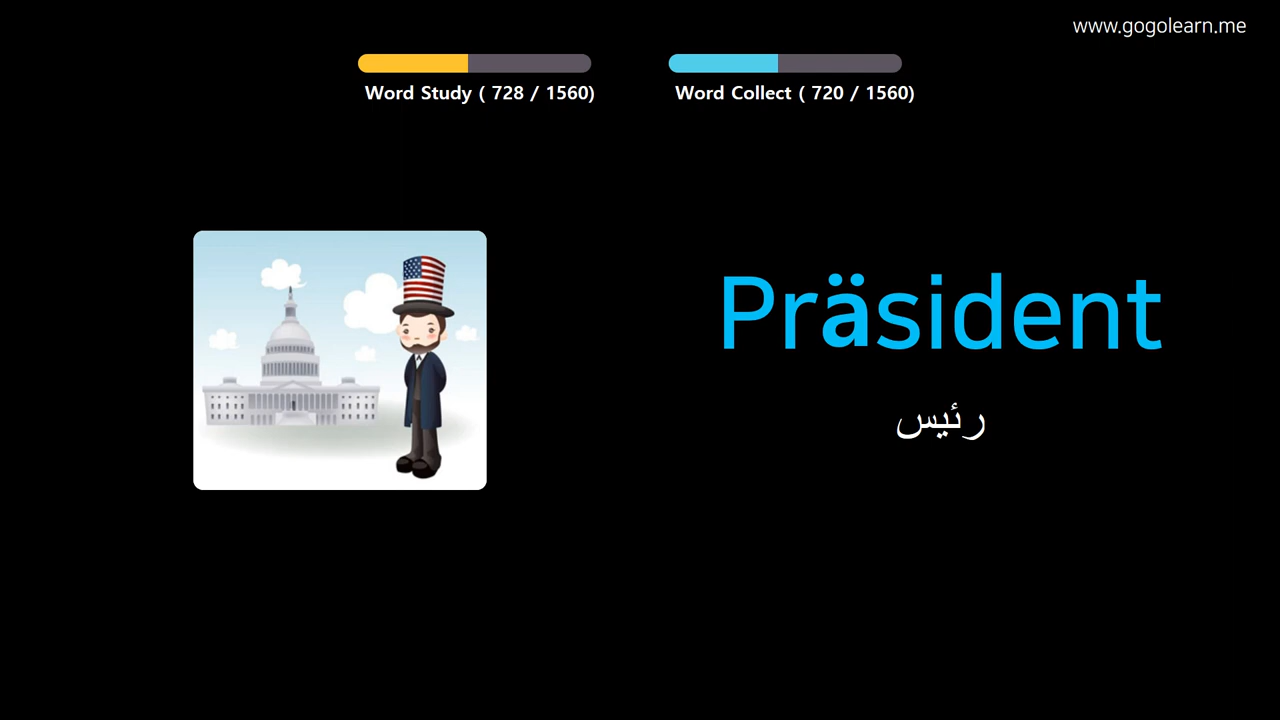 www.gogolearn.me
Word Study ( 728 / 1560)
Word Collect ( 720 / 1560)
Präsident
رئيس